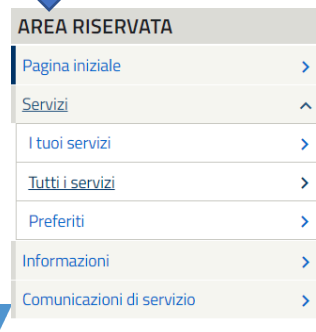 AREA RISERVATA
Pagina iniziale
Servizi
I tuoi servizi
Tutti i servizi
Preferiti
Informazioni
Comunicazioni di servizio